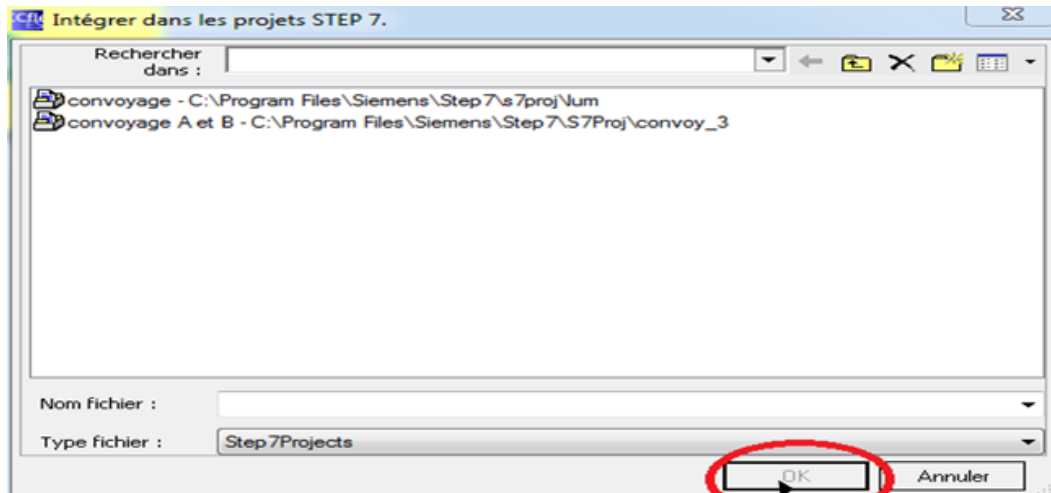 Intégrer dans les projets STEP 7.
Rechercher
dans :
convoyage - C:\Program Files\Siemens\Step7\s7proj\lum
convoyage A et B - C:\Program Files\Siemens\Step7\S7Proj\convoy_3
Nom fichier :
Type fichier : Step7Projects
OK Annuler